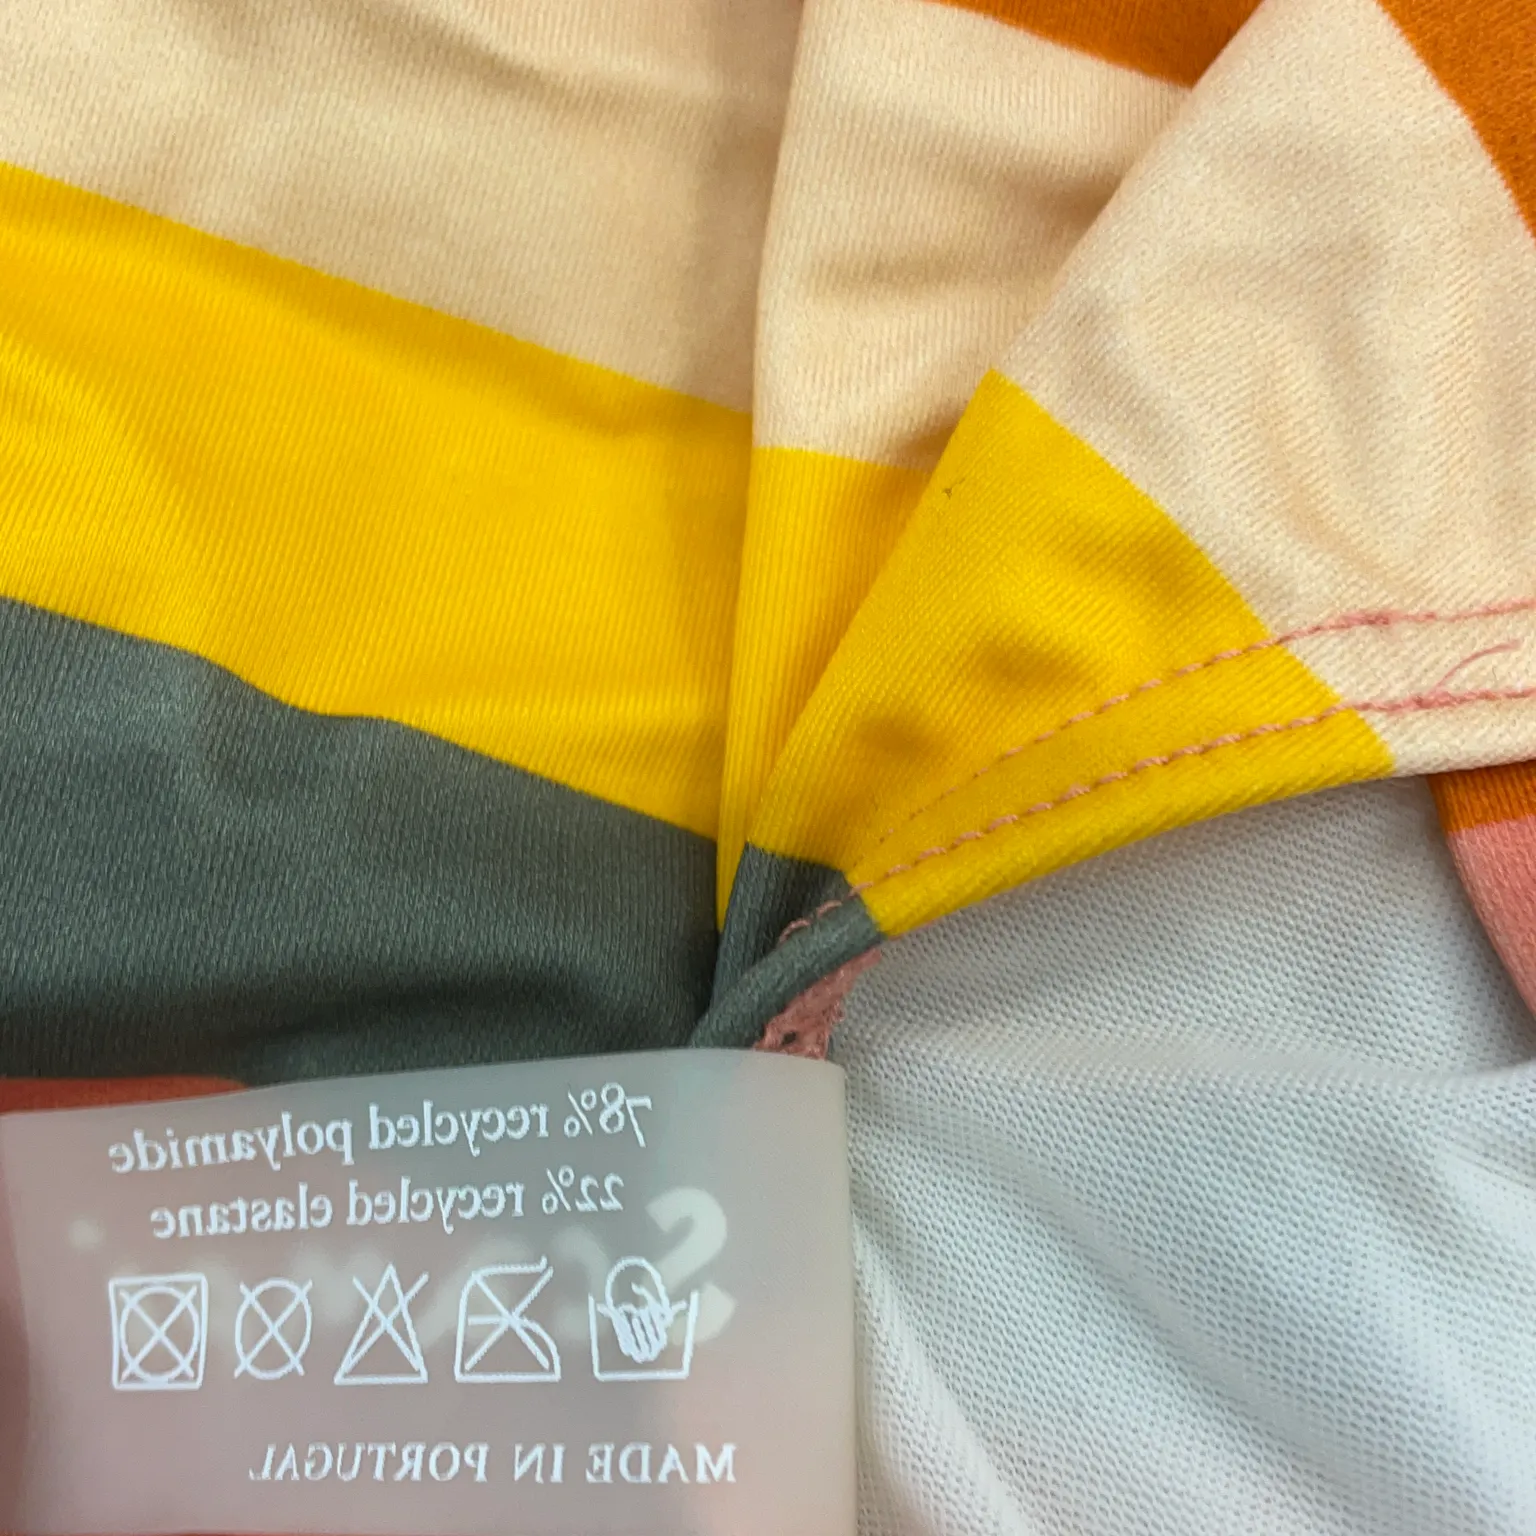 78% recycled polyamide
22% recycled elastane
MADE IN PORTUGAL